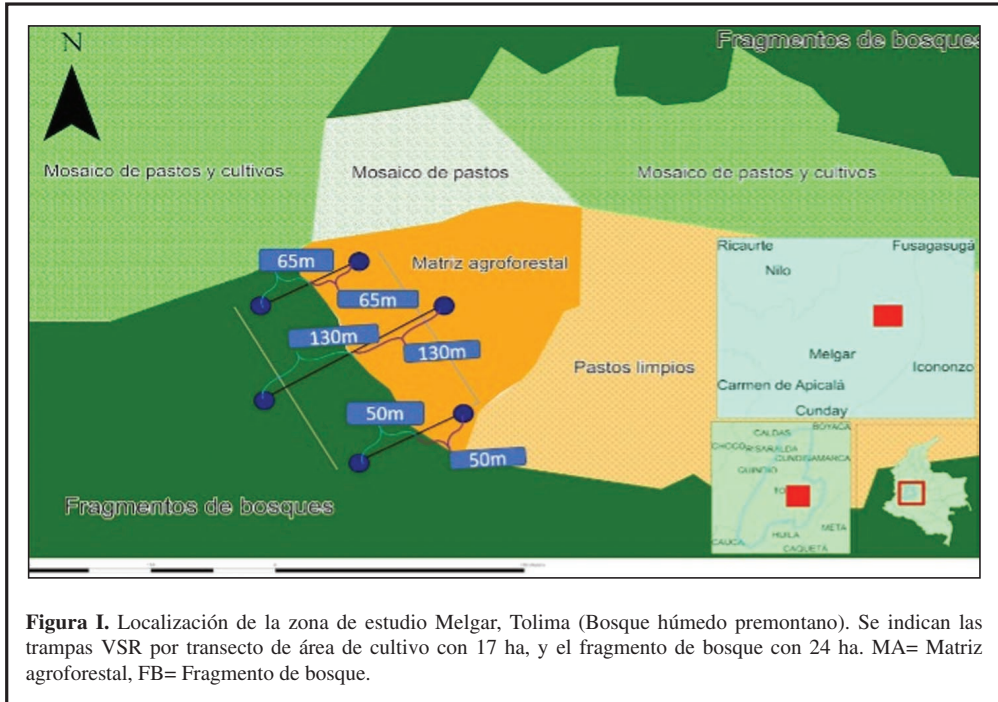 N
Fragmentos de bosques
Mosaico de pastos y cultivos
Mosaico de pastos
Mosaico de pastos y cultivos
65m
Matriz agroforestal
65m
130m
130m
Pastos limpios
50m
50m
Fragmentos de bosques
Ricaurte
Fusagasugá
Nilo
Melgar
Iconozo
Carmen de Apicalá
Cunday
BOYACA
CALDAS
CHOCO
RISARALDA
CUNDINAMARCA
QUINDIO
TO
META
HUILA
CAUCA
CAQUETÁ
Figura I. Localización de la zona de estudio Melgar, Tolima (Bosque húmedo premontano). Se indican las
trampas VSR por transecto de área de cultivo con 17 ha, y el fragmento de bosque con 24 ha. MA= Matriz
agroforestal, FB= Fragmento de bosque.